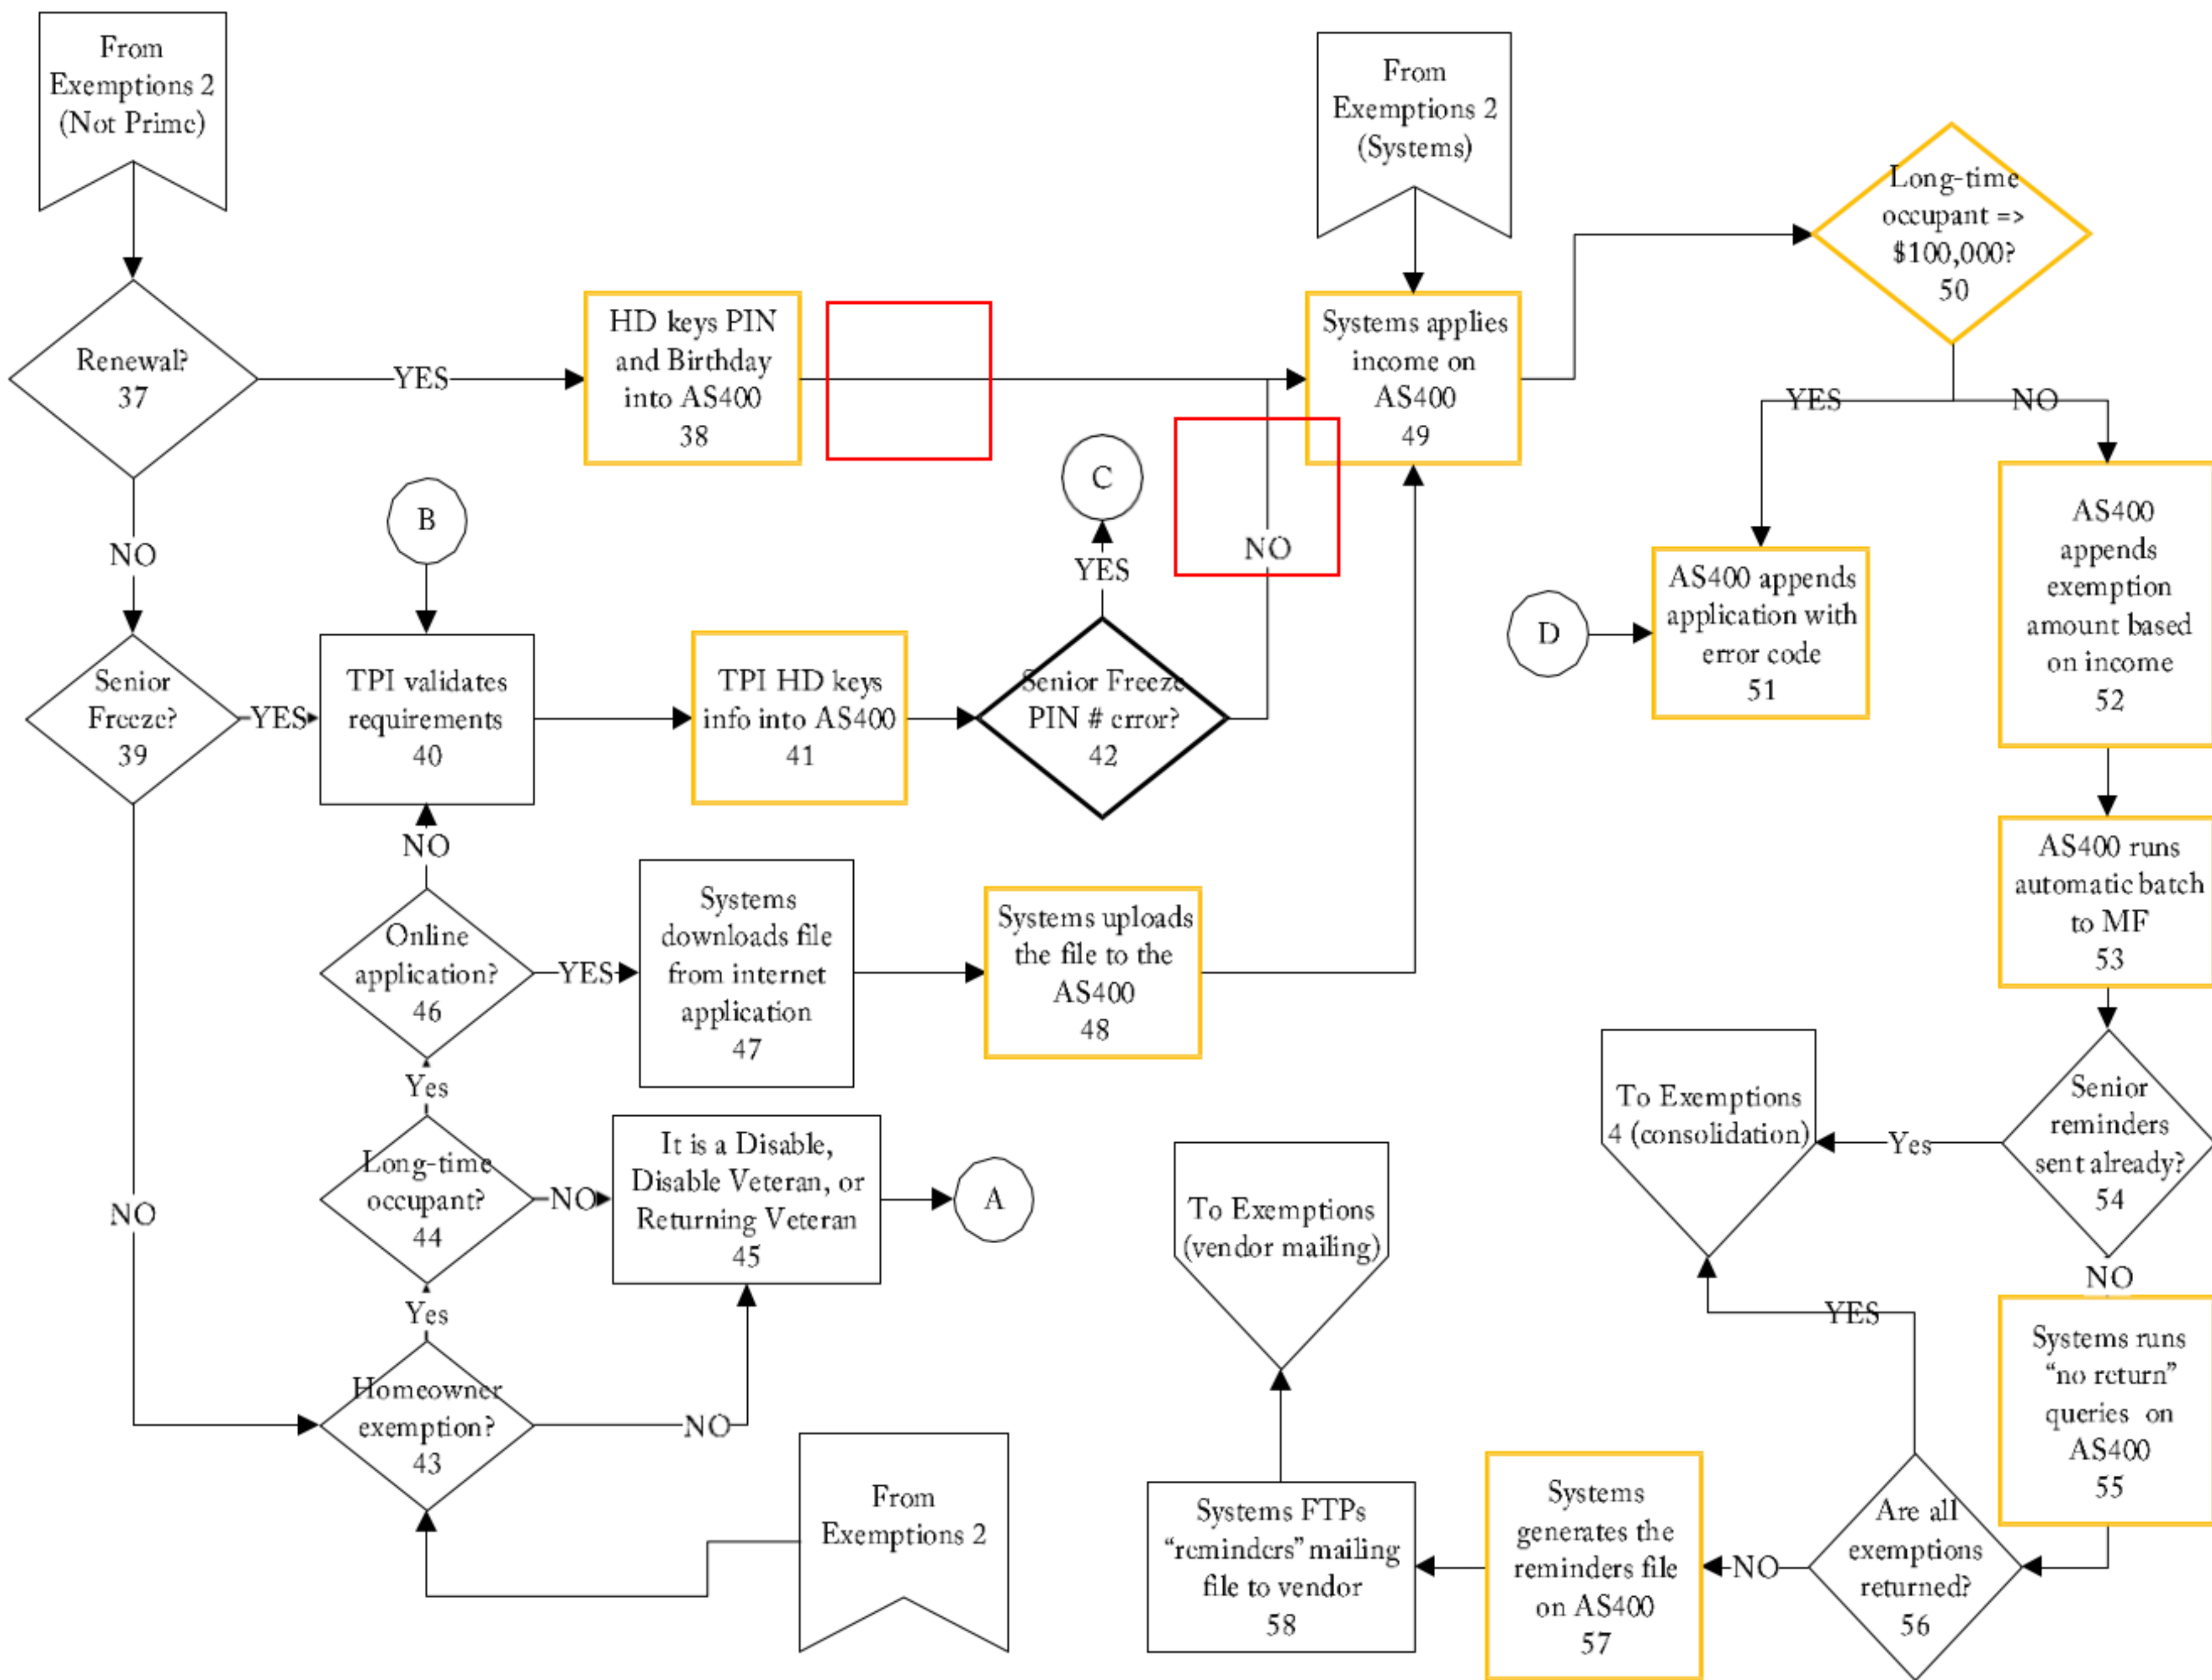 From
Exemptions 2
(Not Prime)
From
Exemptions 2
(Systems)
Long-time
occupant =>
$100,000?
50
Renewal?
37
YES
HD keys PIN
and Birthday
into AS400
38
Systems applies
income on
AS400
49
YES
NO
NO
B
C
YES
NO
AS400
appends
exemption
amount based
on income
52
D
AS400 appends
application with
error code
51
Senior
Freeze?
39
YES
TPI validates
requirements
40
TPI HD keys
info into AS400
41
Senior Freeze
PIN # error?
42
NO
AS400 runs
automatic batch
to MF
53
Online
application?
46
YES
Systems
downloads file
from internet
application
47
Systems uploads
the file to the
AS400
48
Yes
Senior
reminders
sent already?
54
Yes
To Exemptions
4 (consolidation)
NO
Long-time
occupant?
44
NO
It is a Disable,
Disable Veteran, or
Returning Veteran
45
A
To Exemptions
(vendor mailing)
NO
Yes
YES
Systems runs
“no return”
queries on
AS400
55
Homeowner
exemption?
43
NO
From
Exemptions 2
Systems FTPs
“reminders” mailing
file to vendor
58
Systems
generates the
reminders file
on AS400
57
NO
Are all
exemptions
returned?
56